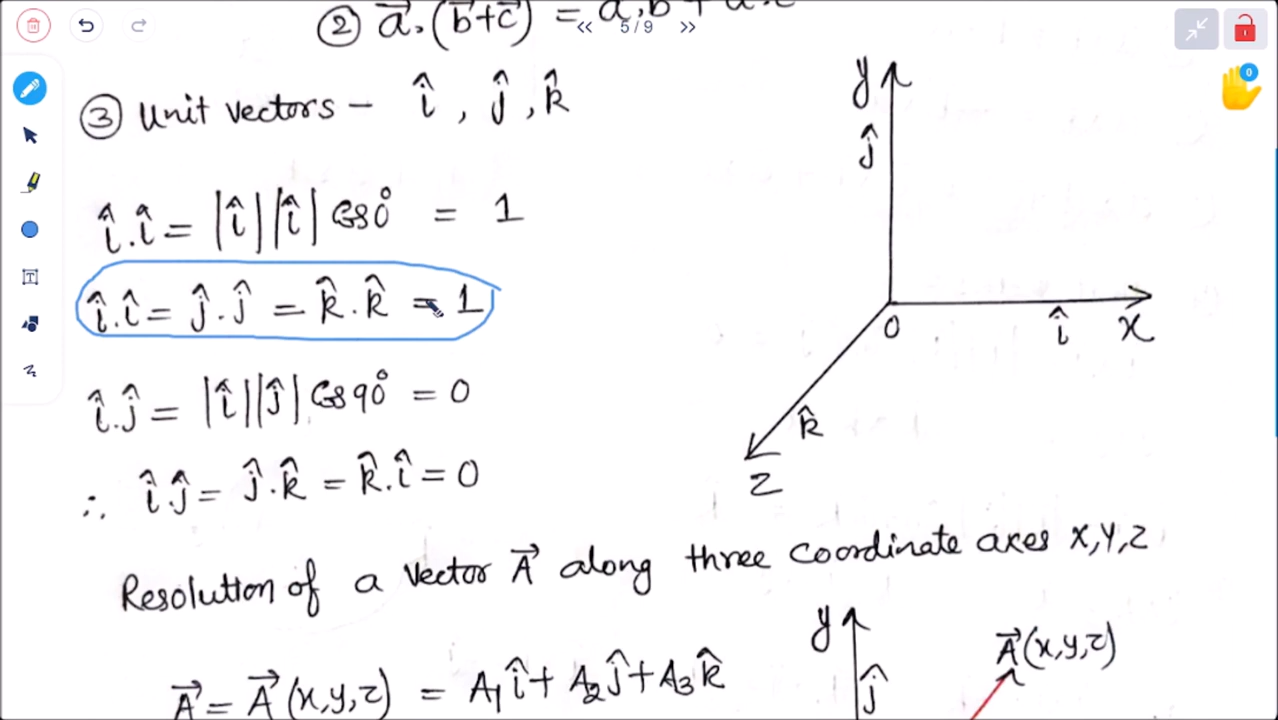 ② a⃗.(b⃗+c⃗) = a.b + a.c
<< 5/9 >>
0
③ Unit vectors - î, ĵ, k̂
î.î = |î||î| Cos0° = 1
î.î = ĵ.ĵ = k̂.k̂ = 1
î.ĵ = |î||ĵ| Cos90° = 0
∴ î.ĵ = ĵ.k̂ = k̂.î = 0
y
ĵ
O
î
x
k̂
z
Resolution of a vector A⃗ along three coordinate axes x,y,z
A⃗ = A⃗(x,y,z) = A₁î + A₂ĵ + A₃k̂
y
ĵ
A⃗(x,y,z)
T